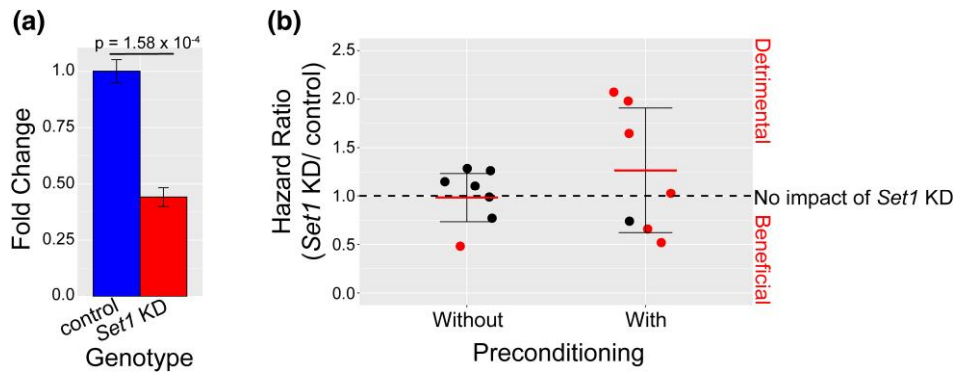 (a)
p = 1.58 x 10-4
Fold Change
1.0
0.75
0.50
0.25
0.0
control
Set1 KD
Genotype
(b)
Hazard Ratio
(Set1 KD/ control)
2.5
2.0
1.5
1.0
0.5
0.0
Without
With
Preconditioning
Detrimental
No impact of Set1 KD
Beneficial